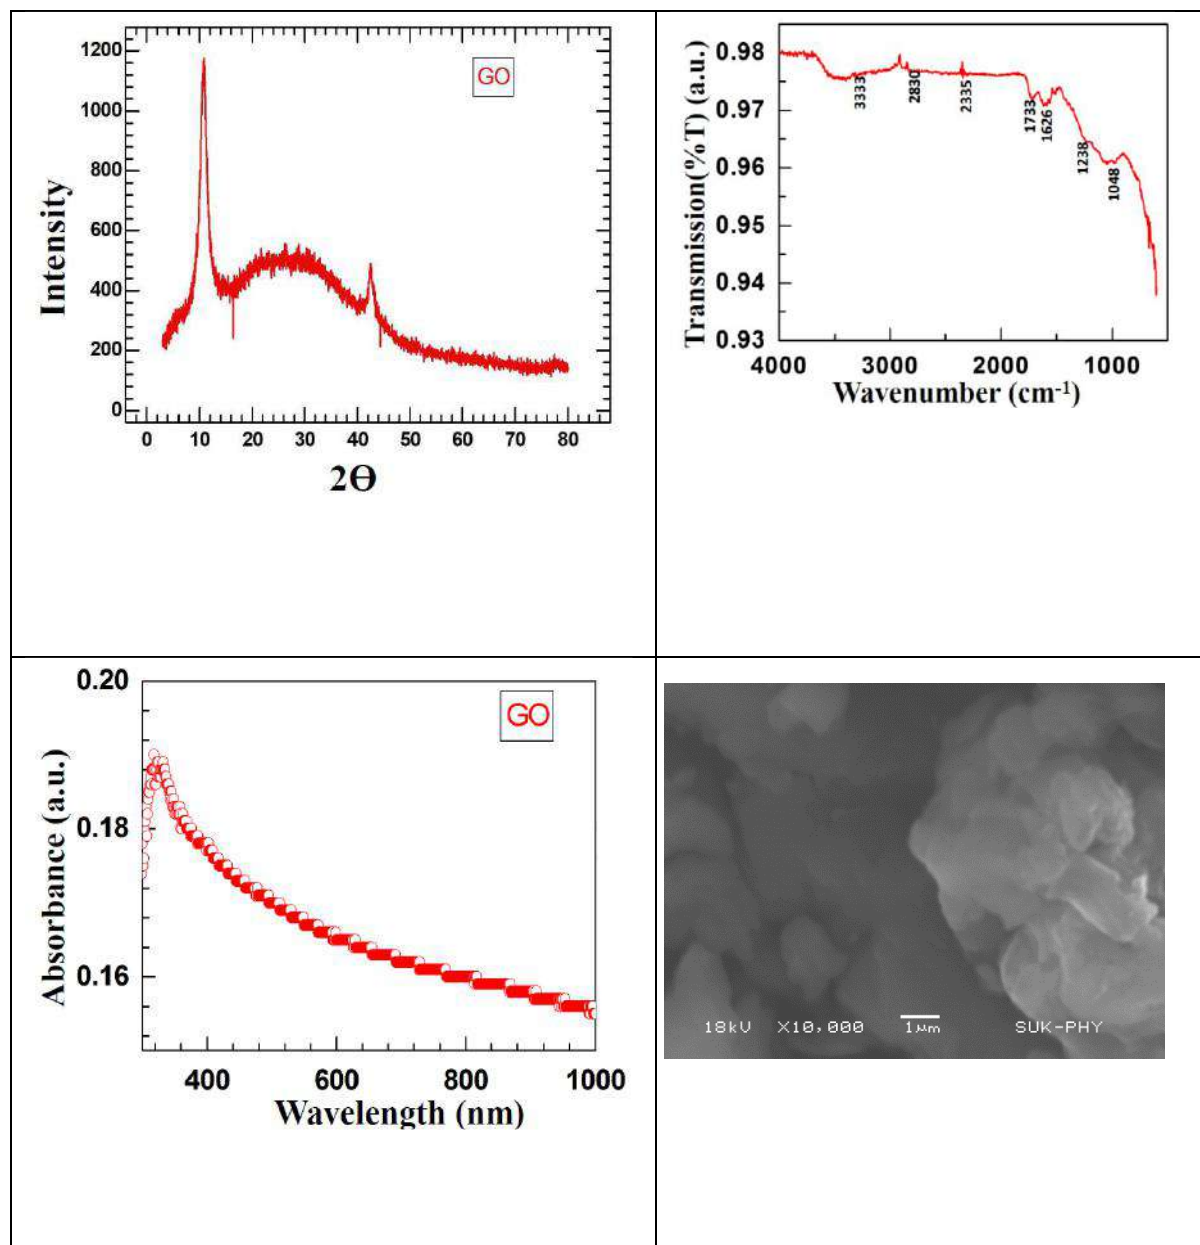 1200
1000
800
600
400
200
0
Intensity
GO
0 10 20 30 40 50 60 70 80
2Θ
0.98
0.97
0.96
0.95
0.94
0.93
Transmission(%T) (a.u.)
3333
2830
2335
1733
1626
1238
1048
4000 3000 2000 1000
Wavenumber (cm⁻¹)
0.20
0.18
0.16
Absorbance (a.u.)
GO
400 600 800 1000
Wavelength (nm)
18kV X10,000 1μm SUK-PHY